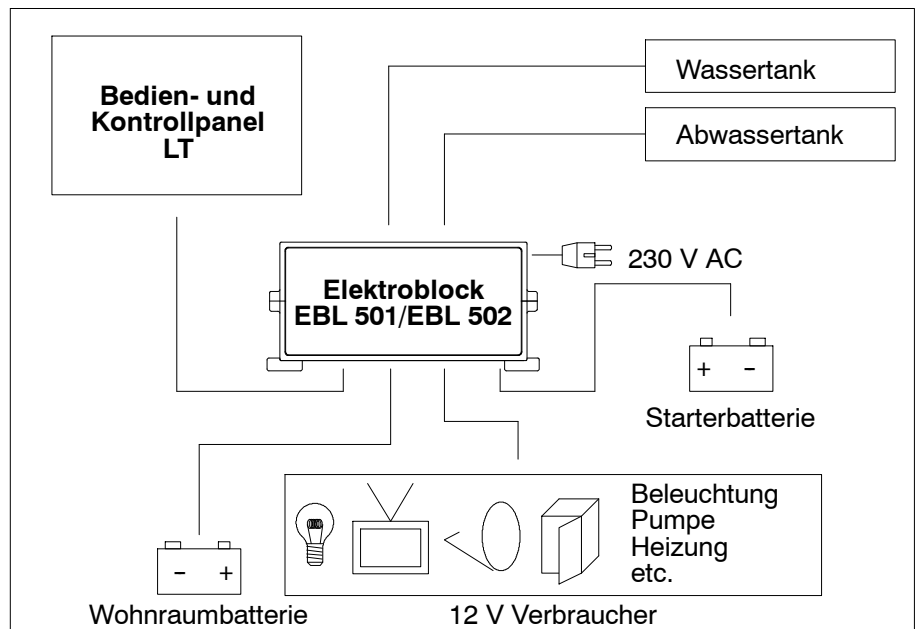 Bedien- und
Kontrollpanel
LT
Wassertank
Abwassertank
230 V AC
Elektroblock
EBL 501/EBL 502
+ −
Starterbatterie
Beleuchtung
Pumpe
Heizung
etc.
− +
Wohnraumbatterie
12 V Verbraucher